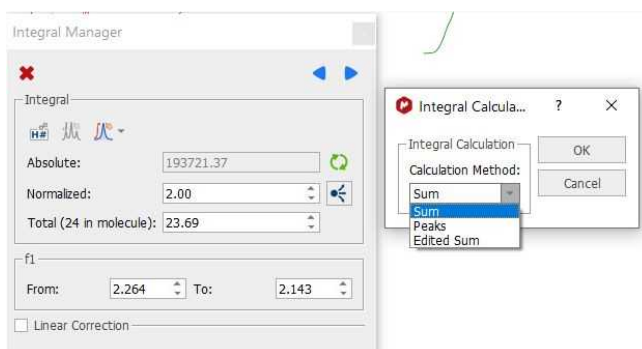 Integral Manager
Integral
H#
Absolute: 193721.37
Normalized: 2.00
Total (24 in molecule): 23.69
f1
From: 2.264 To: 2.143
Linear Correction
Integral Calcula... ? ×
Integral Calculation
Calculation Method:
Sum
Sum
Peaks
Edited Sum
OK
Cancel